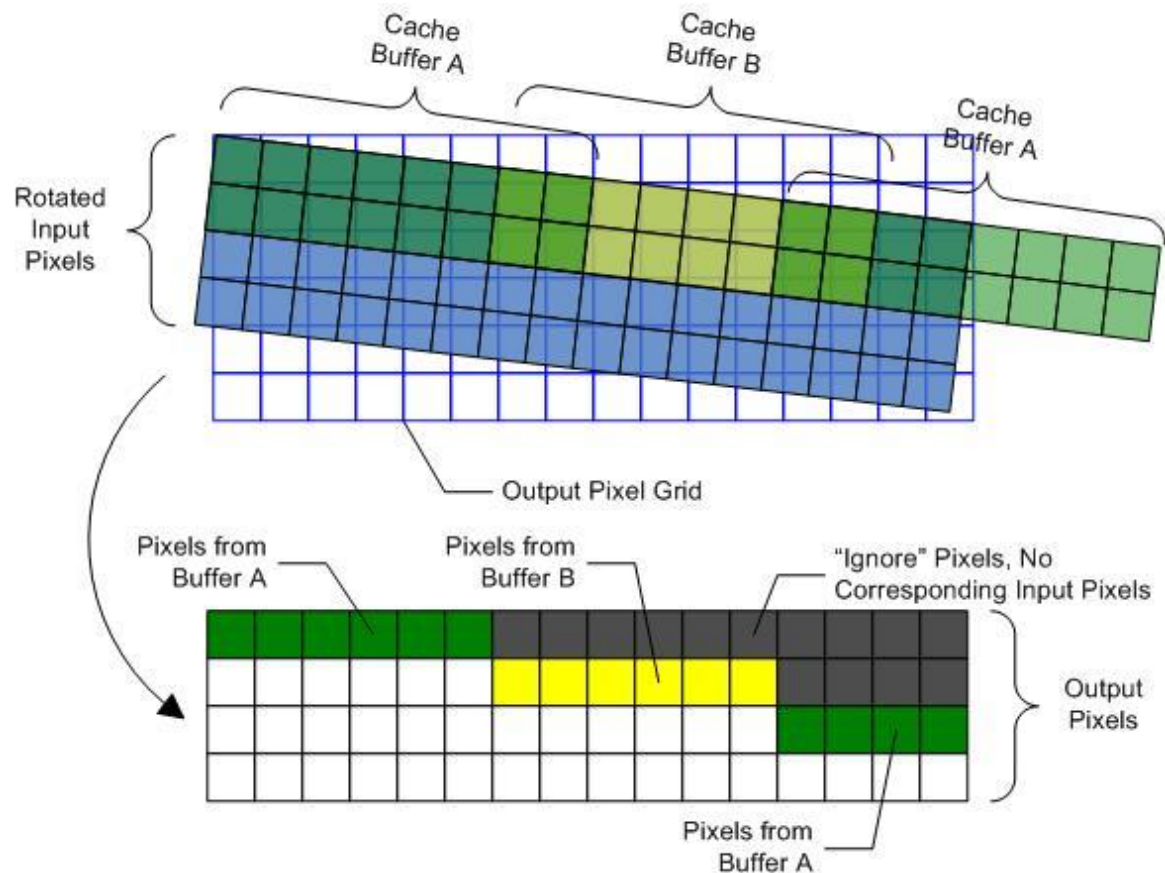 Cache
Buffer A
Cache
Buffer B
Cache
Buffer A
Rotated
Input
Pixels
Output Pixel Grid
Pixels from
Buffer A
Pixels from
Buffer B
“Ignore” Pixels, No
Corresponding Input Pixels
Output
Pixels
Pixels from
Buffer A